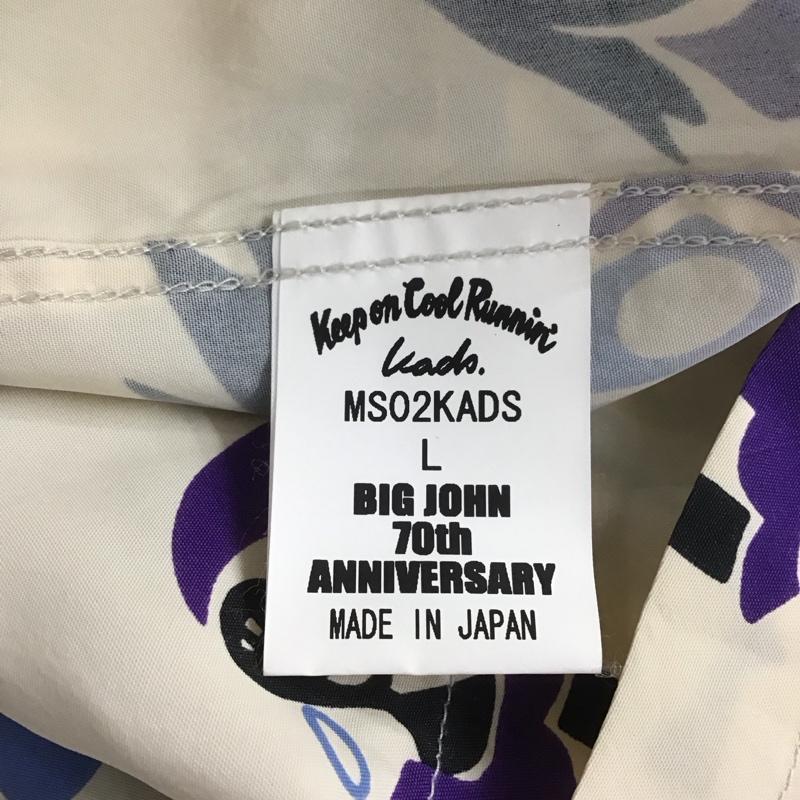 Keep on Cool Runnin'
Kads.
MS02KADS
L
BIG JOHN
70th
ANNIVERSARY
MADE IN JAPAN